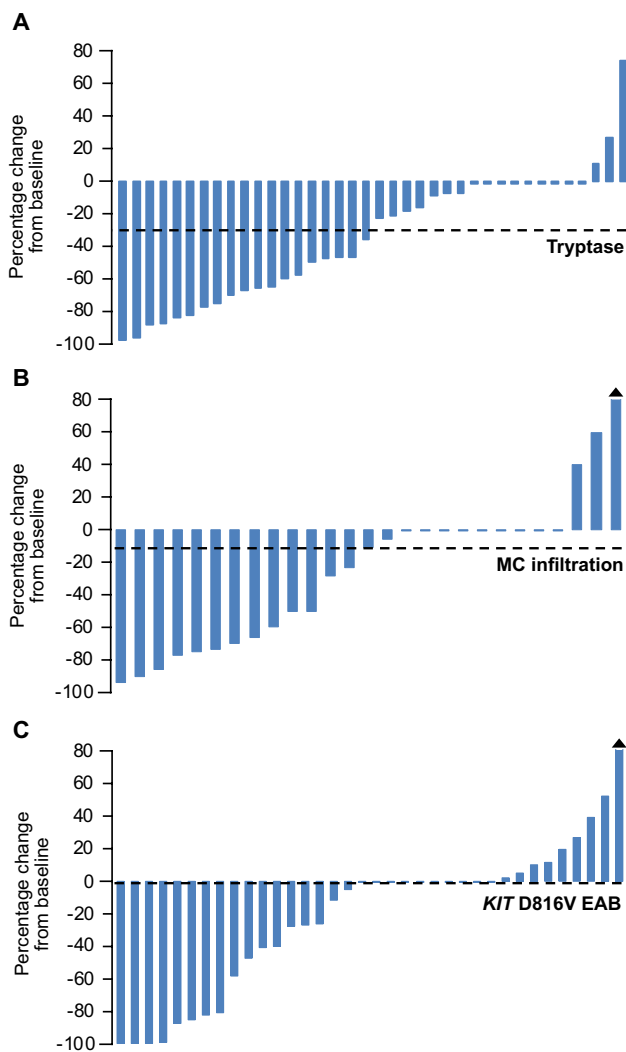 A
80
60
40
20
0
-20
-40
-60
-80
-100
Percentage change
from baseline
Tryptase
B
80
60
40
20
0
-20
-40
-60
-80
-100
Percentage change
from baseline
MC infiltration
C
80
60
40
20
0
-20
-40
-60
-80
-100
Percentage change
from baseline
KIT D816V EAB